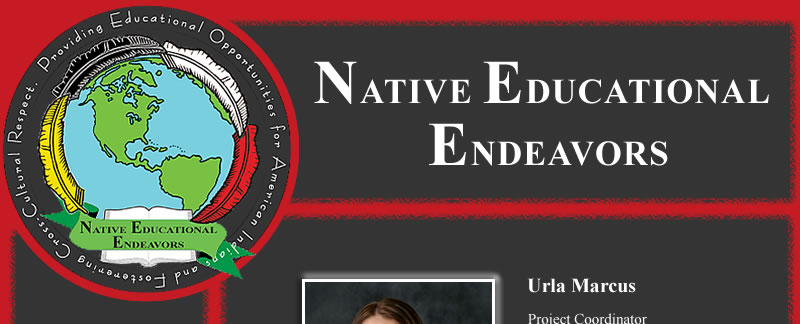 Providing Educational Opportunities for American Indians and Fostering Cross-Cultural Respect.
NATIVE EDUCATIONAL
ENDEAVORS
NATIVE EDUCATIONAL
ENDEAVORS
Urla Marcus
Project Coordinator